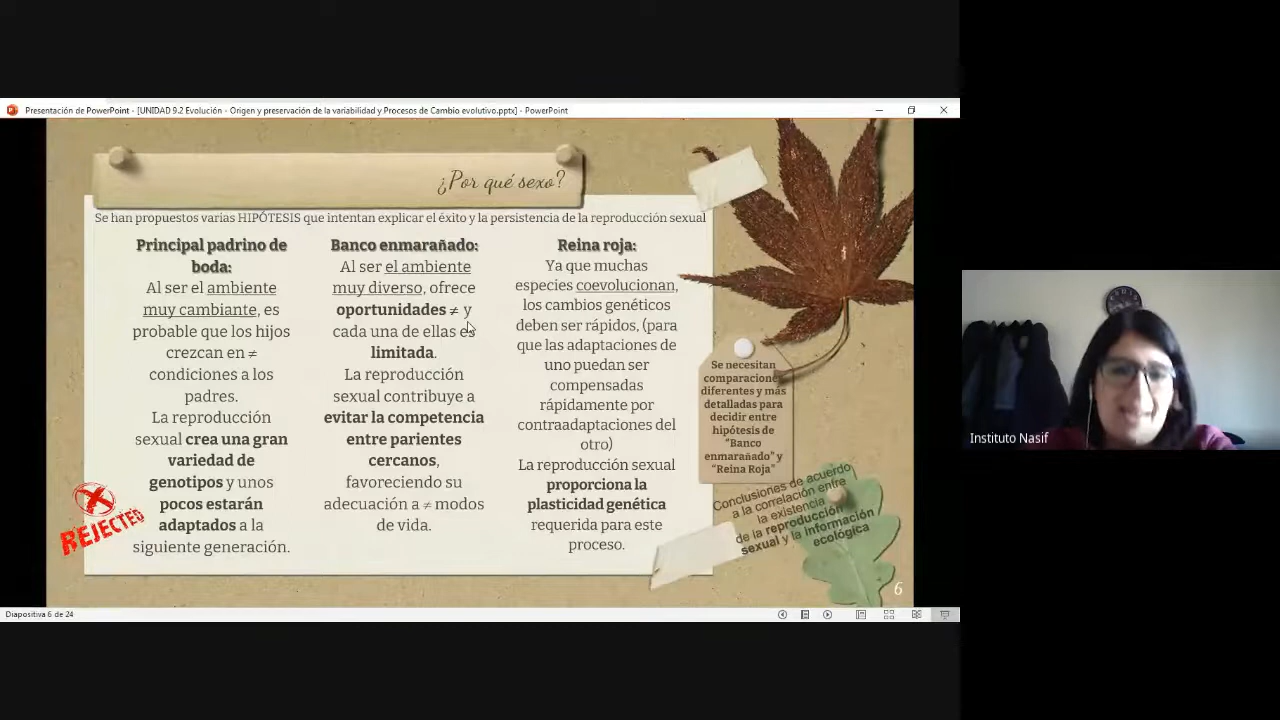 Presentación de PowerPoint - [UNIDAD 9.2 Evolución - Origen y preservación de la variabilidad y Procesos de Cambio evolutivo.pptx] - PowerPoint
¿Por qué sexo?
Se han propuestos varias HIPÓTESIS que intentan explicar el éxito y la persistencia de la reproducción sexual
Principal padrino de
boda:
Al ser el ambiente
muy cambiante, es
probable que los hijos
crezcan en ≠
condiciones a los
padres.
La reproducción
sexual crea una gran
variedad de
genotipos y unos
pocos estarán
adaptados a la
siguiente generación.
REJECTED
Banco enmarañado:
Al ser el ambiente
muy diverso, ofrece
oportunidades ≠ y
cada una de ellas es
limitada.
La reproducción
sexual contribuye a
evitar la competencia
entre parientes
cercanos,
favoreciendo su
adecuación a ≠ modos
de vida.
Reina roja:
Ya que muchas
especies coevolucionan,
los cambios genéticos
deben ser rápidos, (para
que las adaptaciones de
uno puedan ser
compensadas
rápidamente por
contraadaptaciones del
otro)
La reproducción sexual
proporciona la
plasticidad genética
requerida para este
proceso.
Se necesitan
comparaciones
diferentes y más
detalladas para
decidir entre
hipótesis de
"Banco
enmarañado" y
"Reina Roja"
Conclusiones de acuerdo
a la correlación entre
la existencia
de la reproducción
sexual y la información
ecológica
6
Diapositiva 6 de 24
Instituto Nasif